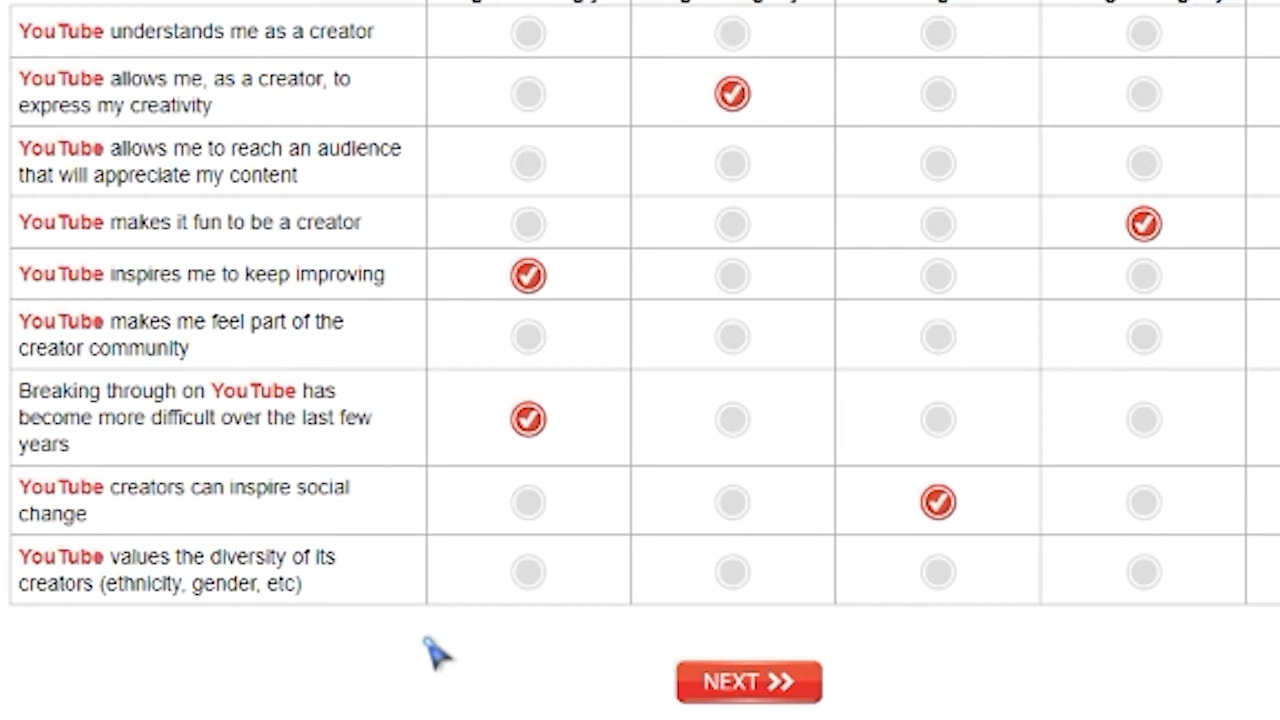 YouTube understands me as a creator
YouTube allows me, as a creator, to
express my creativity
YouTube allows me to reach an audience
that will appreciate my content
YouTube makes it fun to be a creator
YouTube inspires me to keep improving
YouTube makes me feel part of the
creator community
Breaking through on YouTube has
become more difficult over the last few
years
YouTube creators can inspire social
change
YouTube values the diversity of its
creators (ethnicity, gender, etc)
NEXT